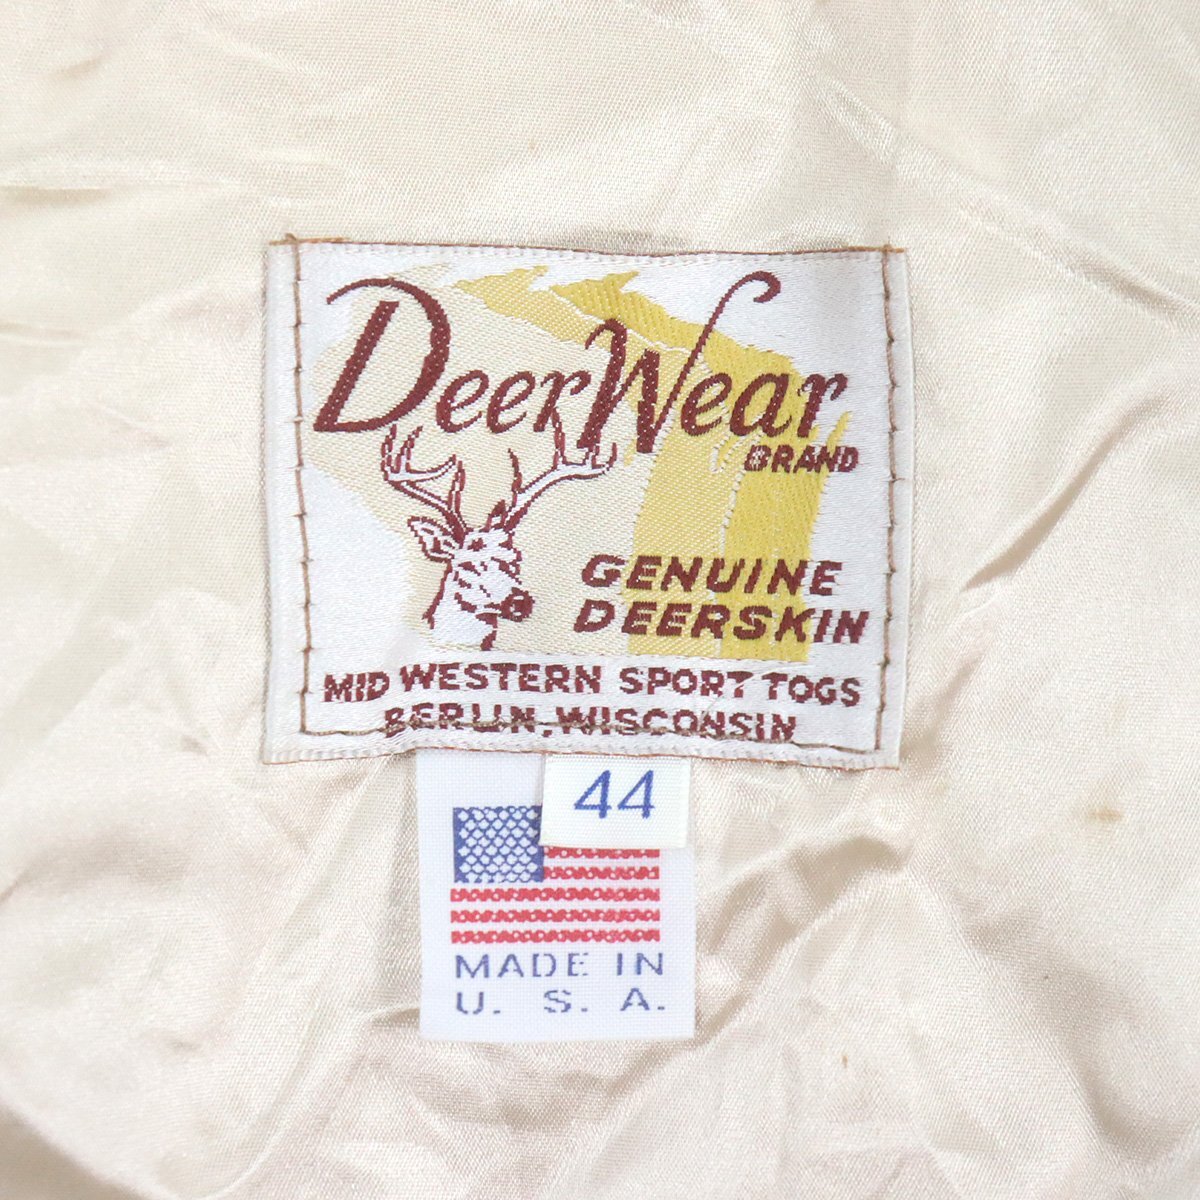 DeerWear
BRAND
GENUINE
DEERSKIN
MID WESTERN SPORT TOGS
BERLIN, WISCONSIN
44
MADE IN
U. S. A.